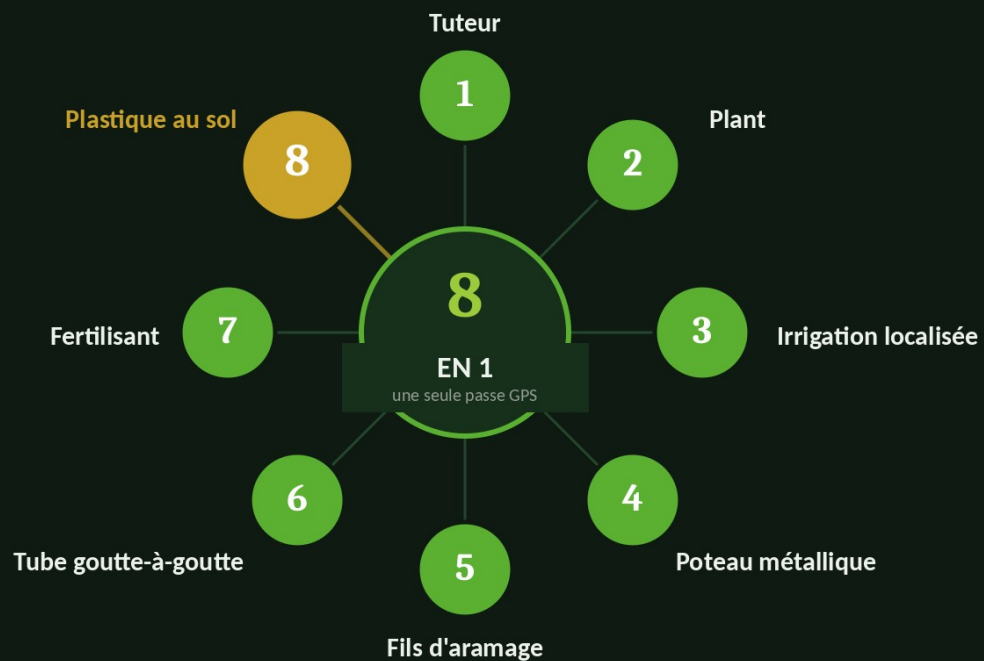 Tuteur
1
Plant
2
Irrigation localisée
3
Poteau métallique
4
Fils d'aramage
5
Tube goutte-à-goutte
6
Fertilisant
7
Plastique au sol
8
8
EN 1
une seule passe GPS